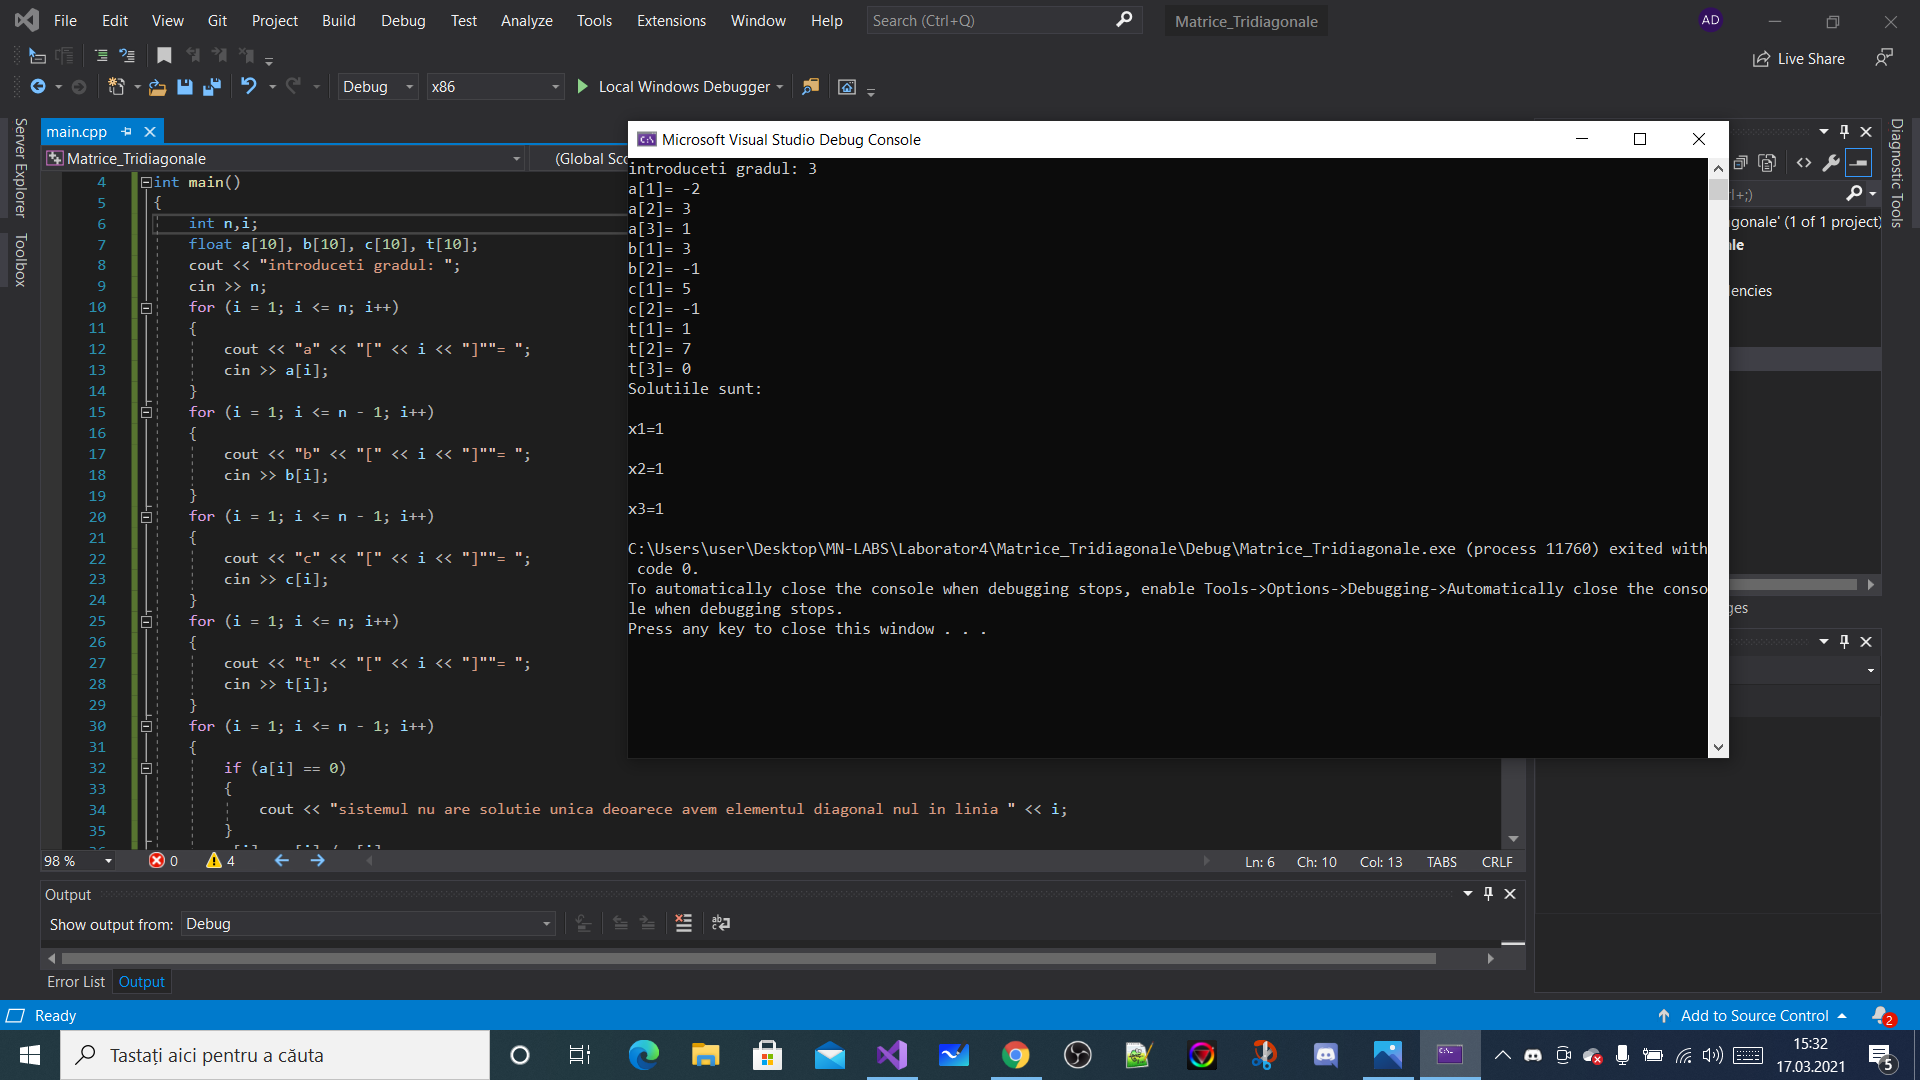 File Edit View Git Project Build Debug Test Analyze Tools Extensions Window Help Search (Ctrl+Q) Matrice_Tridiagonale AD
Live Share
Debug x86 Local Windows Debugger
Server Explorer
Toolbox
main.cpp
Matrice_Tridiagonale (Global Sco
4 int main()
5 {
6 int n,i;
7 float a[10], b[10], c[10], t[10];
8 cout << "introduceti gradul: ";
9 cin >> n;
10 for (i = 1; i <= n; i++)
11 {
12 cout << "a" << "[" << i << "]""= ";
13 cin >> a[i];
14 }
15 for (i = 1; i <= n - 1; i++)
16 {
17 cout << "b" << "[" << i << "]""= ";
18 cin >> b[i];
19 }
20 for (i = 1; i <= n - 1; i++)
21 {
22 cout << "c" << "[" << i << "]""= ";
23 cin >> c[i];
24 }
25 for (i = 1; i <= n; i++)
26 {
27 cout << "t" << "[" << i << "]""= ";
28 cin >> t[i];
29 }
30 for (i = 1; i <= n - 1; i++)
31 {
32 if (a[i] == 0)
33 {
34 cout << "sistemul nu are solutie unica deoarece avem elementul diagonal nul in linia " << i;
35 }
Microsoft Visual Studio Debug Console
introduceti gradul: 3
a[1]= -2
a[2]= 3
a[3]= 1
b[1]= 3
b[2]= -1
c[1]= 5
c[2]= -1
t[1]= 1
t[2]= 7
t[3]= 0
Solutiile sunt:
x1=1
x2=1
x3=1
C:\Users\user\Desktop\MN-LABS\Laborator4\Matrice_Tridiagonale\Debug\Matrice_Tridiagonale.exe (process 11760) exited with
code 0.
To automatically close the console when debugging stops, enable Tools->Options->Debugging->Automatically close the conso
le when debugging stops.
Press any key to close this window . . .
rl+;)
gonale' (1 of 1 project)
le
encies
ges
Diagnostic Tools
98 % 0 4 Ln: 6 Ch: 10 Col: 13 TABS CRLF
Output
Show output from: Debug
Error List Output
Ready Add to Source Control 2
Tastați aici pentru a căuta
15:32
17.03.2021
5